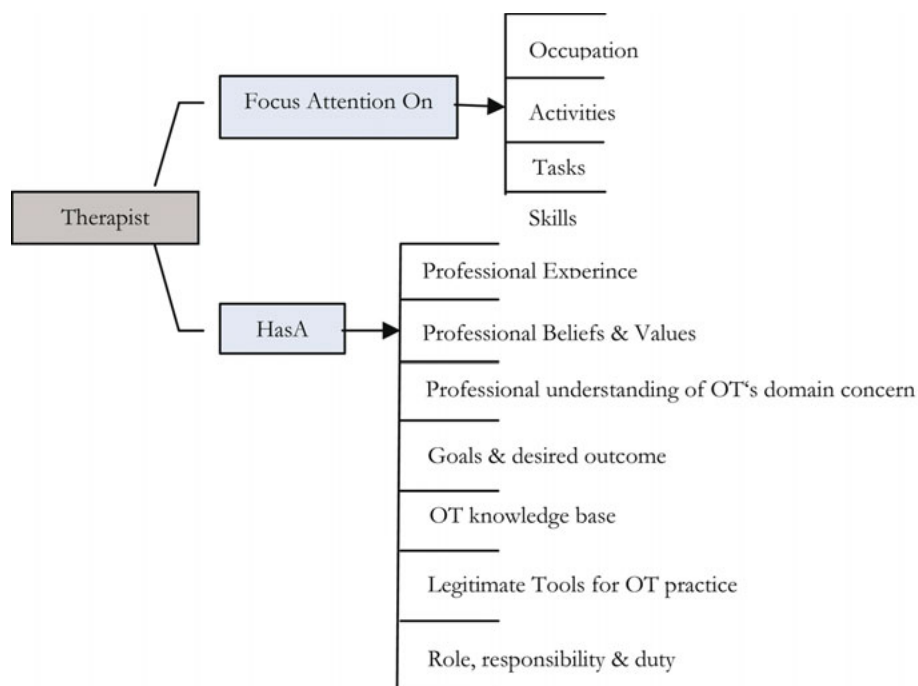 Occupation
Focus Attention On
Activities
Tasks
Therapist
Skills
Professional Experince
HasA
Professional Beliefs & Values
Professional understanding of OT‘s domain concern
Goals & desired outcome
OT knowledge base
Legitimate Tools for OT practice
Role, responsibility & duty